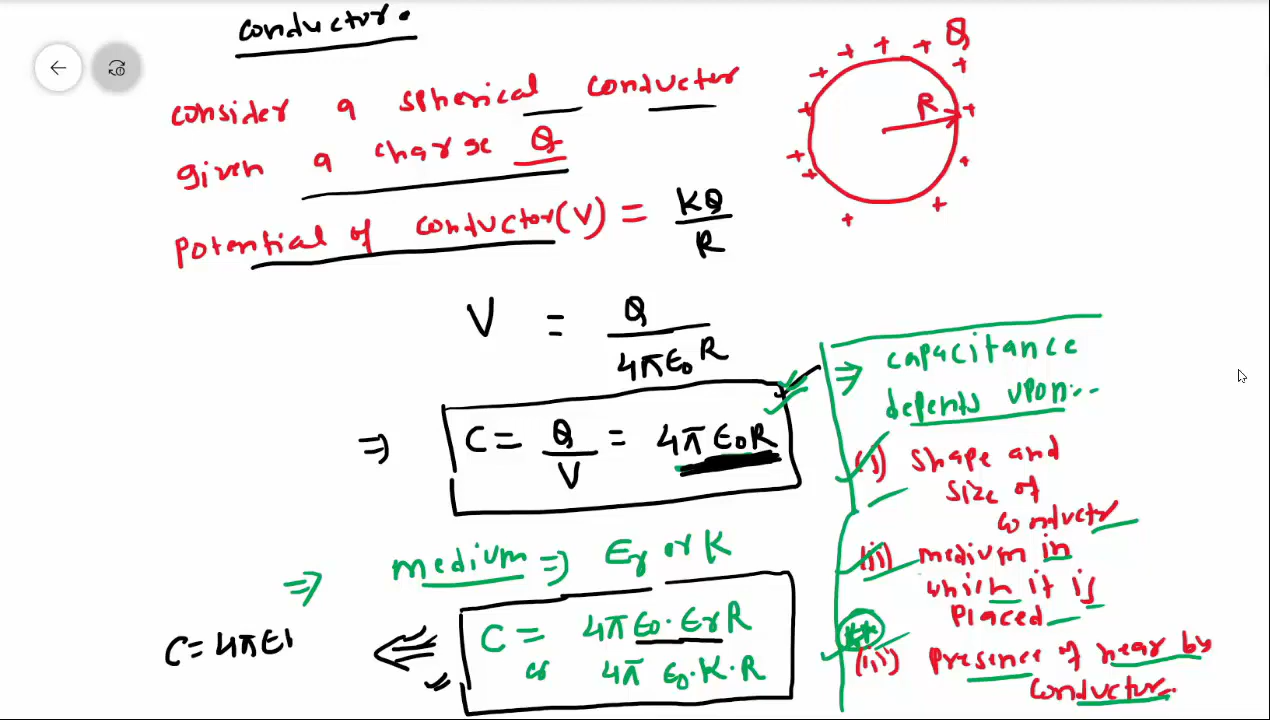 conductor.
consider a spherical conductor
given a charge Q
potential of conductor (V) = KQ/R
Q
R
V = Q/4πε₀R
⇒ C = Q/V = 4πε₀R
⇒ medium ⇒ εr or K
C = 4πε₀·εrR
or 4π ε₀·K·R
C = 4πε
⇒ capacitance
depents upon:-
(i) shape and
size of
conductor
(ii) medium in
which it is
placed
(iii) presence of near by
conductor.